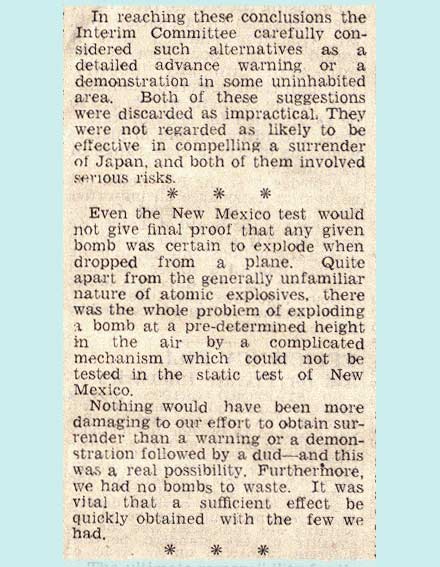 In reaching these conclusions the
Interim Committee carefully con-
sidered such alternatives as a
detailed advance warning or a
demonstration in some uninhabited
area. Both of these suggestions
were discarded as impractical. They
were not regarded as likely to be
effective in compelling a surrender
of Japan, and both of them involved
serious risks.
* * *
Even the New Mexico test would
not give final proof that any given
bomb was certain to explode when
dropped from a plane. Quite
apart from the generally unfamiliar
nature of atomic explosives, there
was the whole problem of exploding
a bomb at a pre-determined height
in the air by a complicated
mechanism which could not be
tested in the static test of New
Mexico.
Nothing would have been more
damaging to our effort to obtain sur-
render than a warning or a demon-
stration followed by a dud—and this
was a real possibility. Furthermore,
we had no bombs to waste. It was
vital that a sufficient effect be
quickly obtained with the few we
had.
* * *